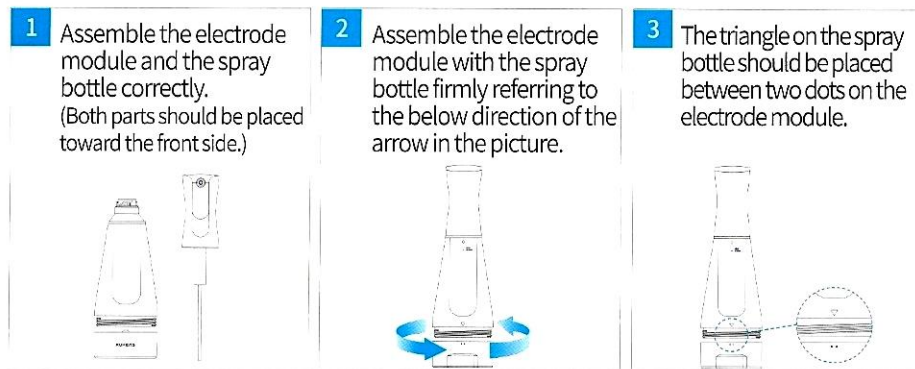 1
Assemble the electrode
module and the spray
bottle correctly.
(Both parts should be placed
toward the front side.)
2
Assemble the electrode
module with the spray
bottle firmly referring to
the below direction of the
arrow in the picture.
3
The triangle on the spray
bottle should be placed
between two dots on the
electrode module.